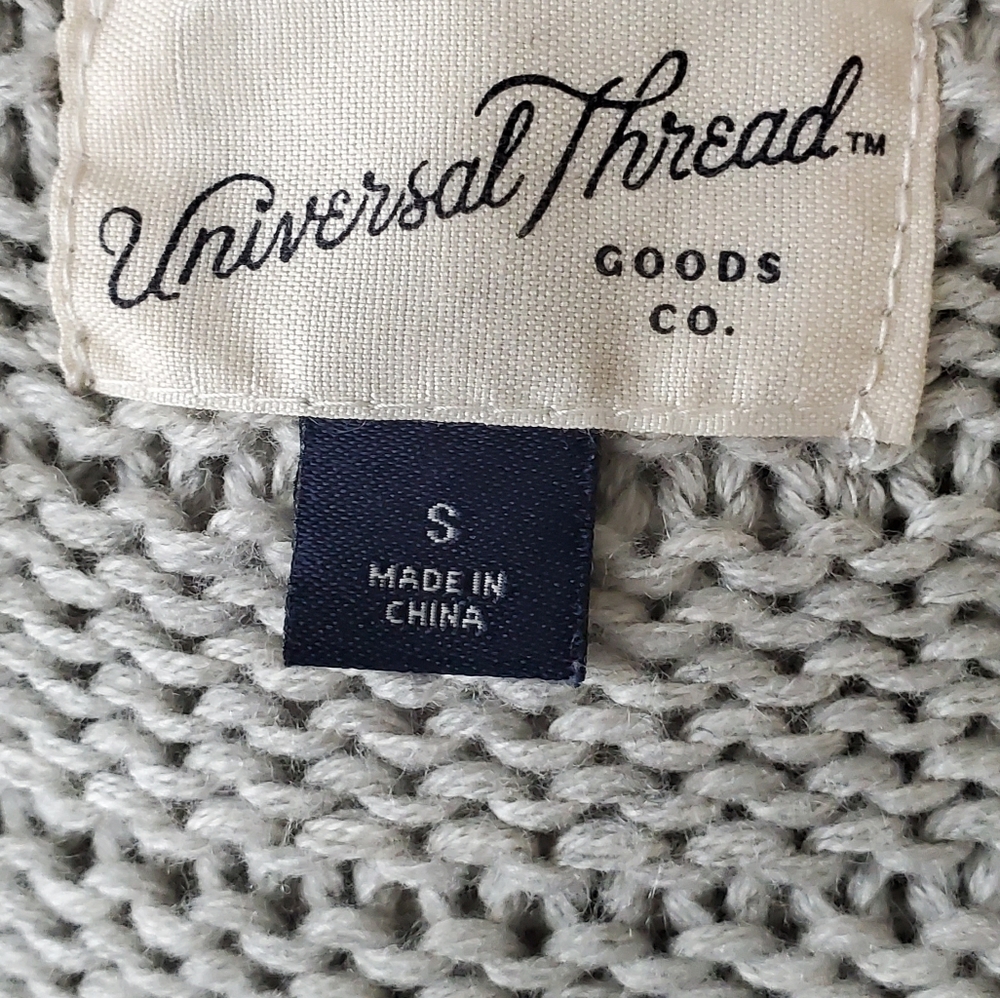 Universal Thread™
GOODS
CO.
S
MADE IN
CHINA